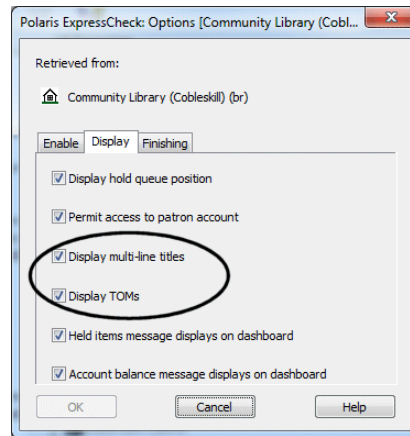 Polaris ExpressCheck: Options [Community Library (Cobl...
Retrieved from:
Community Library (Cobleskill) (br)
Enable Display Finishing
Display hold queue position
Permit access to patron account
Display multi-line titles
Display TOMs
Held items message displays on dashboard
Account balance message displays on dashboard
OK Cancel Help